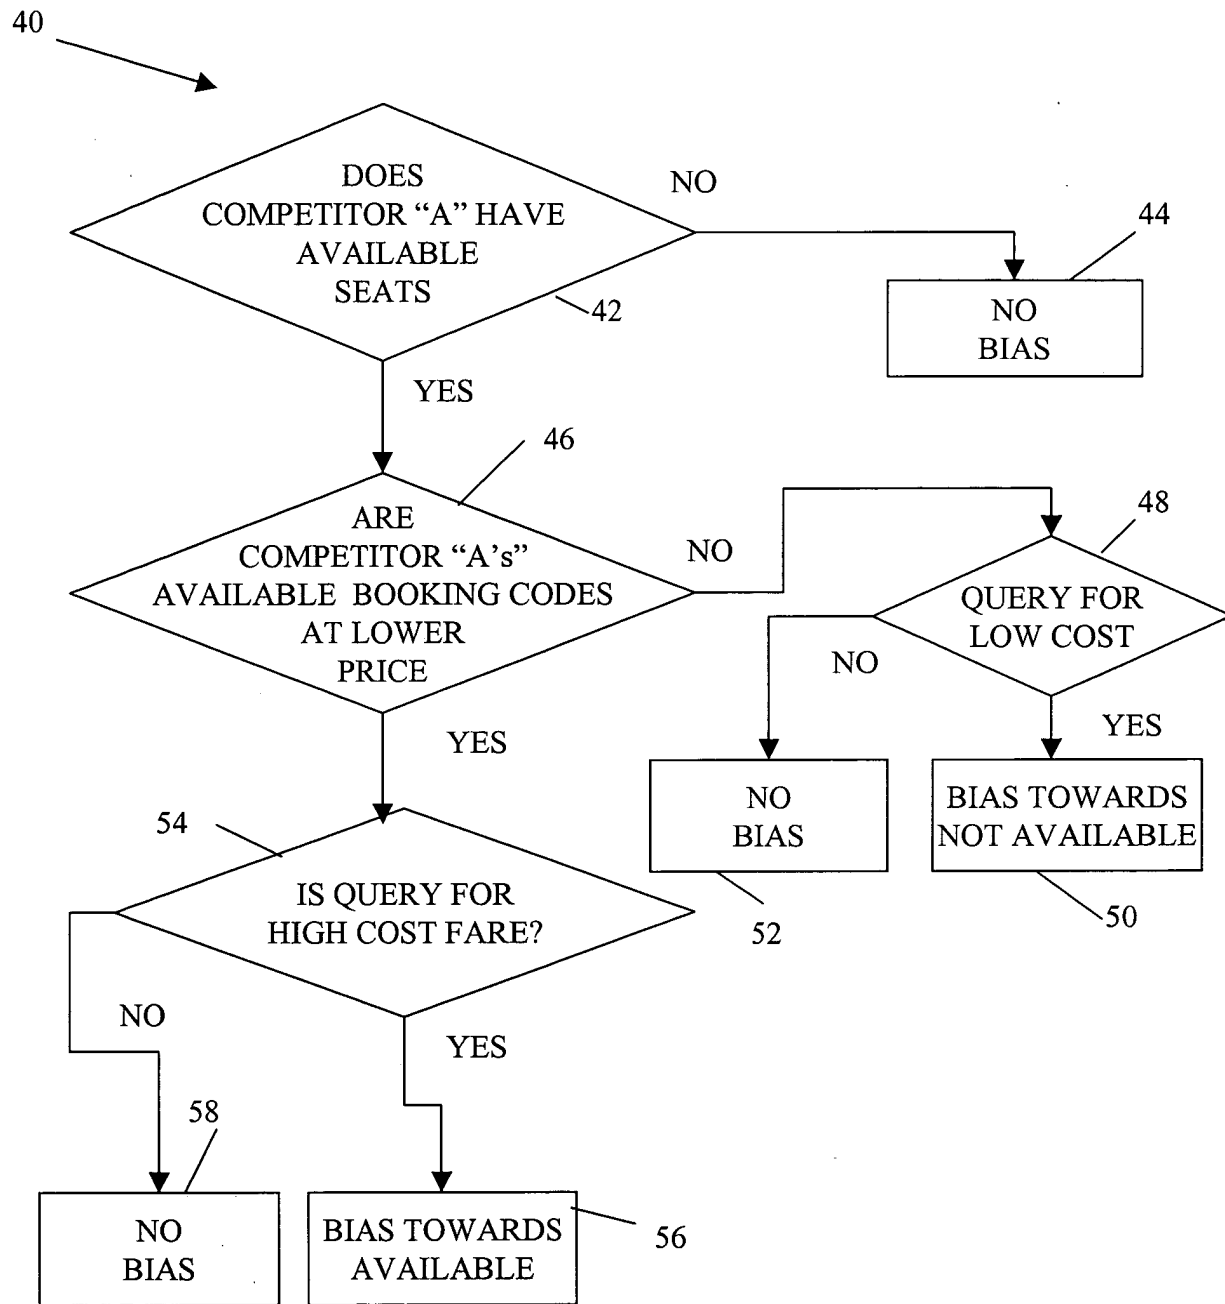 40
DOES
COMPETITOR “A” HAVE
AVAILABLE
SEATS
NO
42
44
NO
BIAS
YES
46
ARE
COMPETITOR “A's”
AVAILABLE BOOKING CODES
AT LOWER
PRICE
NO
48
QUERY FOR
LOW COST
NO
YES
YES
NO
BIAS
52
BIAS TOWARDS
NOT AVAILABLE
50
54
IS QUERY FOR
HIGH COST FARE?
NO
YES
58
NO
BIAS
BIAS TOWARDS
AVAILABLE
56